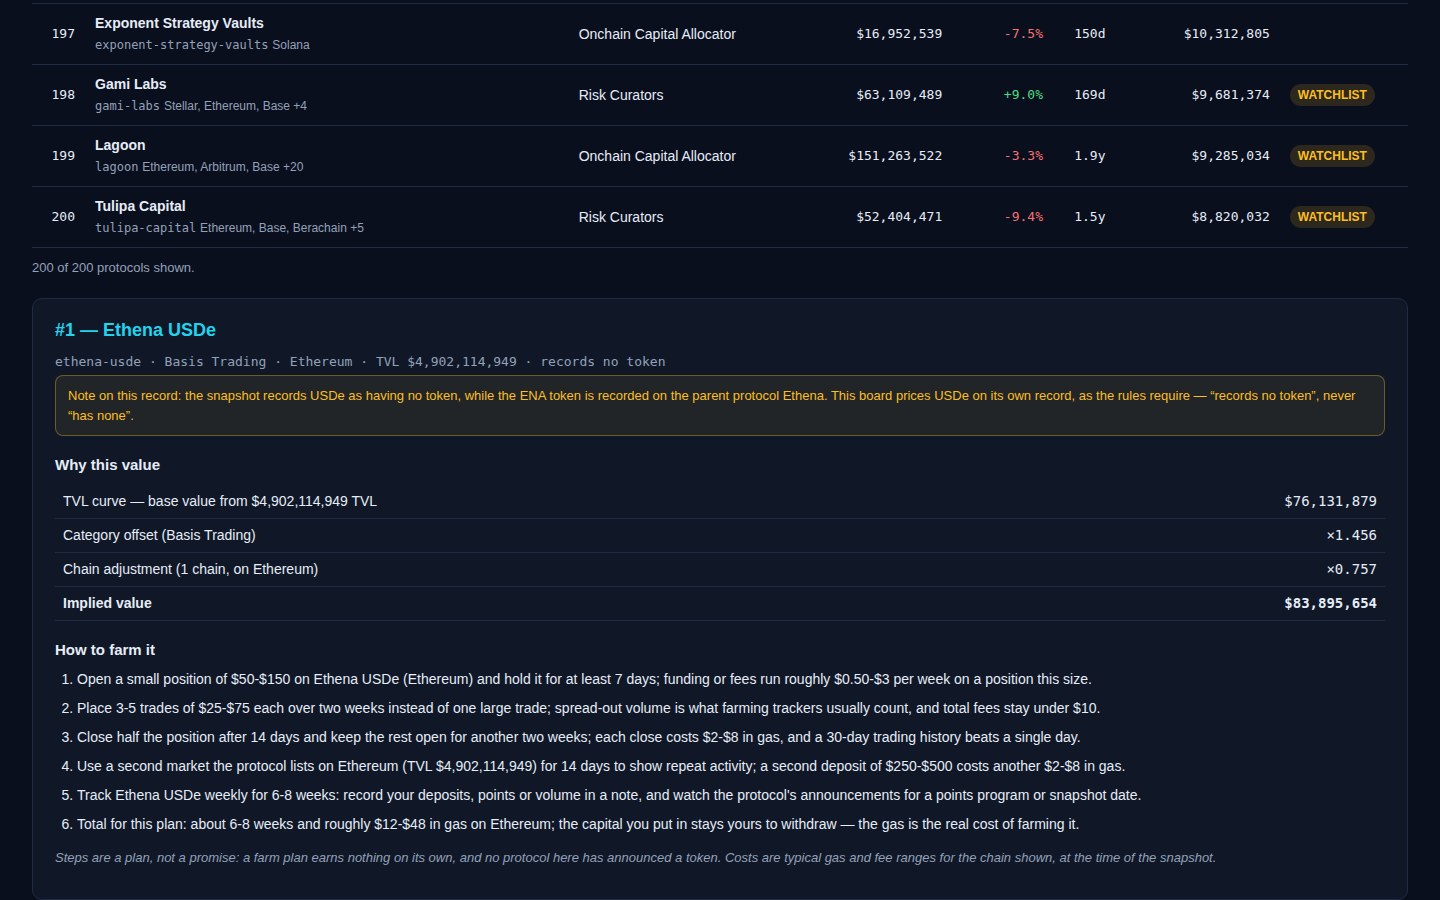 197 Exponent Strategy Vaults Onchain Capital Allocator $16,952,539 -7.5% 150d $10,312,805
exponent-strategy-vaults Solana
198 Gami Labs Risk Curators $63,109,489 +9.0% 169d $9,681,374 WATCHLIST
gami-labs Stellar, Ethereum, Base +4
199 Lagoon Onchain Capital Allocator $151,263,522 -3.3% 1.9y $9,285,034 WATCHLIST
lagoon Ethereum, Arbitrum, Base +20
200 Tulipa Capital Risk Curators $52,404,471 -9.4% 1.5y $8,820,032 WATCHLIST
tulipa-capital Ethereum, Base, Berachain +5
200 of 200 protocols shown.
#1 — Ethena USDe
ethena-usde · Basis Trading · Ethereum · TVL $4,902,114,949 · records no token
Note on this record: the snapshot records USDe as having no token, while the ENA token is recorded on the parent protocol Ethena. This board prices USDe on its own record, as the rules require — “records no token”, never
“has none”.
Why this value
TVL curve — base value from $4,902,114,949 TVL $76,131,879
Category offset (Basis Trading) ×1.456
Chain adjustment (1 chain, on Ethereum) ×0.757
Implied value $83,895,654
How to farm it
1. Open a small position of $50-$150 on Ethena USDe (Ethereum) and hold it for at least 7 days; funding or fees run roughly $0.50-$3 per week on a position this size.
2. Place 3-5 trades of $25-$75 each over two weeks instead of one large trade; spread-out volume is what farming trackers usually count, and total fees stay under $10.
3. Close half the position after 14 days and keep the rest open for another two weeks; each close costs $2-$8 in gas, and a 30-day trading history beats a single day.
4. Use a second market the protocol lists on Ethereum (TVL $4,902,114,949) for 14 days to show repeat activity; a second deposit of $250-$500 costs another $2-$8 in gas.
5. Track Ethena USDe weekly for 6-8 weeks: record your deposits, points or volume in a note, and watch the protocol's announcements for a points program or snapshot date.
6. Total for this plan: about 6-8 weeks and roughly $12-$48 in gas on Ethereum; the capital you put in stays yours to withdraw — the gas is the real cost of farming it.
Steps are a plan, not a promise: a farm plan earns nothing on its own, and no protocol here has announced a token. Costs are typical gas and fee ranges for the chain shown, at the time of the snapshot.